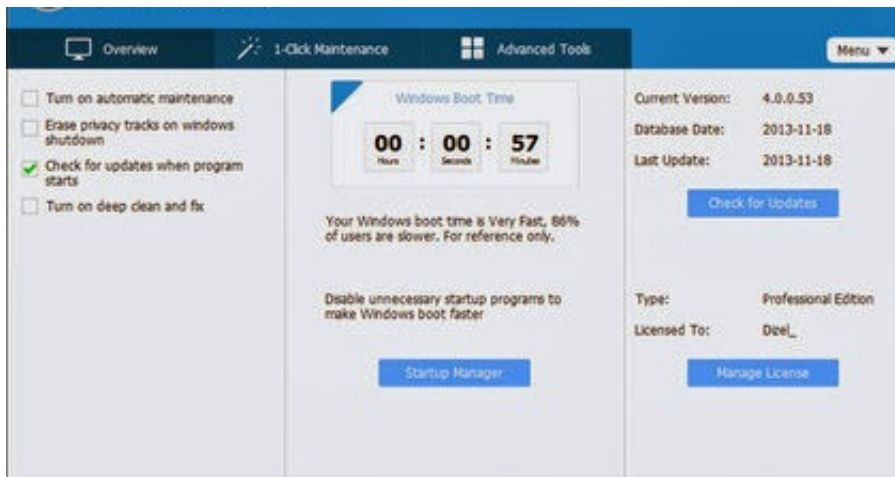 Overview
1-Click Maintenance
Advanced Tools
Menu
Turn on automatic maintenance
Erase privacy tracks on windows
shutdown
Check for updates when program
starts
Turn on deep clean and fix
Windows Boot Time
00 : 00 : 57
Hours Seconds Minutes
Your Windows boot time is Very Fast, 86%
of users are slower. For reference only.
Disable unnecessary startup programs to
make Windows boot faster
Startup Manager
Current Version: 4.0.0.53
Database Date: 2013-11-18
Last Update: 2013-11-18
Check for Updates
Type: Professional Edition
Licensed To: Dizel_
Manage License